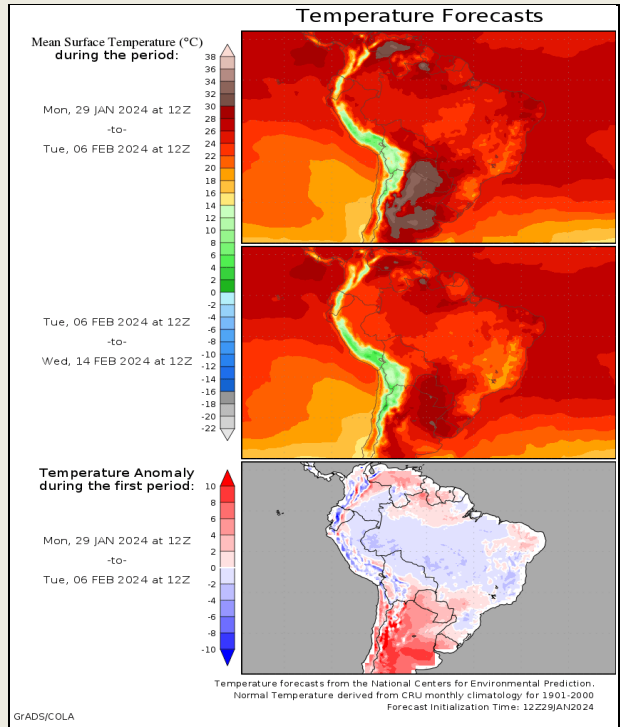 Temperature Forecasts
Mean Surface Temperature (°C)
during the period:
38
36
34
32
30
28
26
24
22
20
18
16
14
12
10
8
6
4
2
0
-2
-4
-6
-8
-10
-12
-14
-16
-18
-20
-22
Mon, 29 JAN 2024 at 12Z
-to-
Tue, 06 FEB 2024 at 12Z
Tue, 06 FEB 2024 at 12Z
-to-
Wed, 14 FEB 2024 at 12Z
Temperature Anomaly
during the first period:
10
8
6
4
2
0
-2
-4
-6
-8
-10
Mon, 29 JAN 2024 at 12Z
-to-
Tue, 06 FEB 2024 at 12Z
Temperature forecasts from the National Centers for Environmental Prediction.
Normal Temperature derived from CRU monthly climatology for 1901-2000
Forecast Initialization Time: 12Z29JAN2024
GrADS/COLA